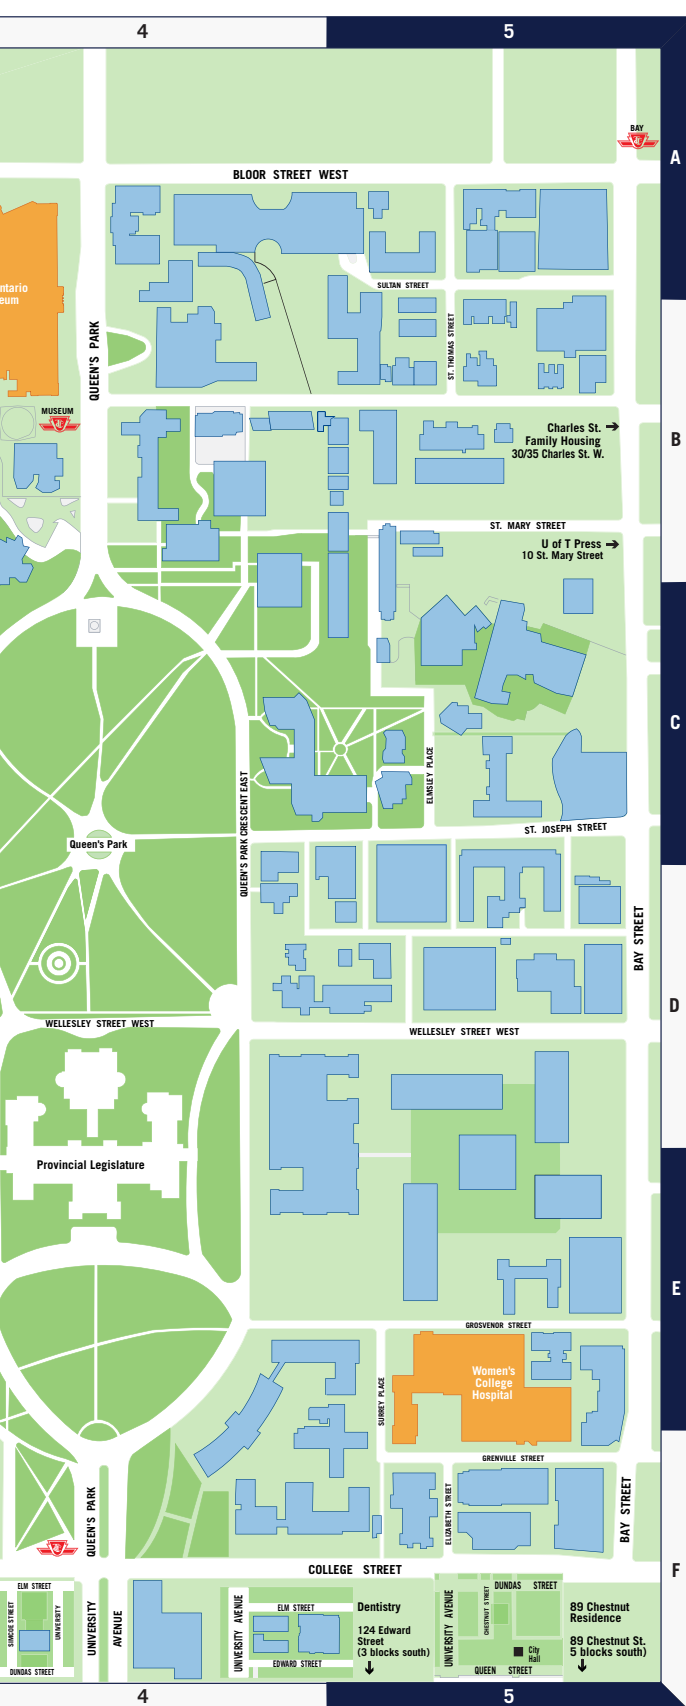 4
5
BAY
A
BLOOR STREET WEST
ntario
eum
SULTAN STREET
QUEEN'S PARK
ST. THOMAS STREET
MUSEUM
Charles St.
Family Housing
30/35 Charles St. W.
B
ST. MARY STREET
U of T Press
10 St. Mary Street
C
ELMSLEY PLACE
QUEEN'S PARK CRESCENT EAST
ST. JOSEPH STREET
Queen's Park
BAY STREET
D
WELLESLEY STREET WEST
WELLESLEY STREET WEST
Provincial Legislature
E
GROSVENOR STREET
Women's
College
Hospital
SURREY PLACE
GRENVILLE STREET
QUEEN'S PARK
ELIZABETH STREET
BAY STREET
COLLEGE STREET
F
ELM STREET
SIMCOE STREET
UNIVERSITY
DUNDAS STREET
UNIVERSITY
AVENUE
UNIVERSITY AVENUE
ELM STREET
EDWARD STREET
Dentistry
124 Edward
Street
(3 blocks south)
UNIVERSITY AVENUE
CHESTNUT STREET
DUNDAS STREET
City
Hall
QUEEN STREET
89 Chestnut
Residence
89 Chestnut St.
5 blocks south)
4
5